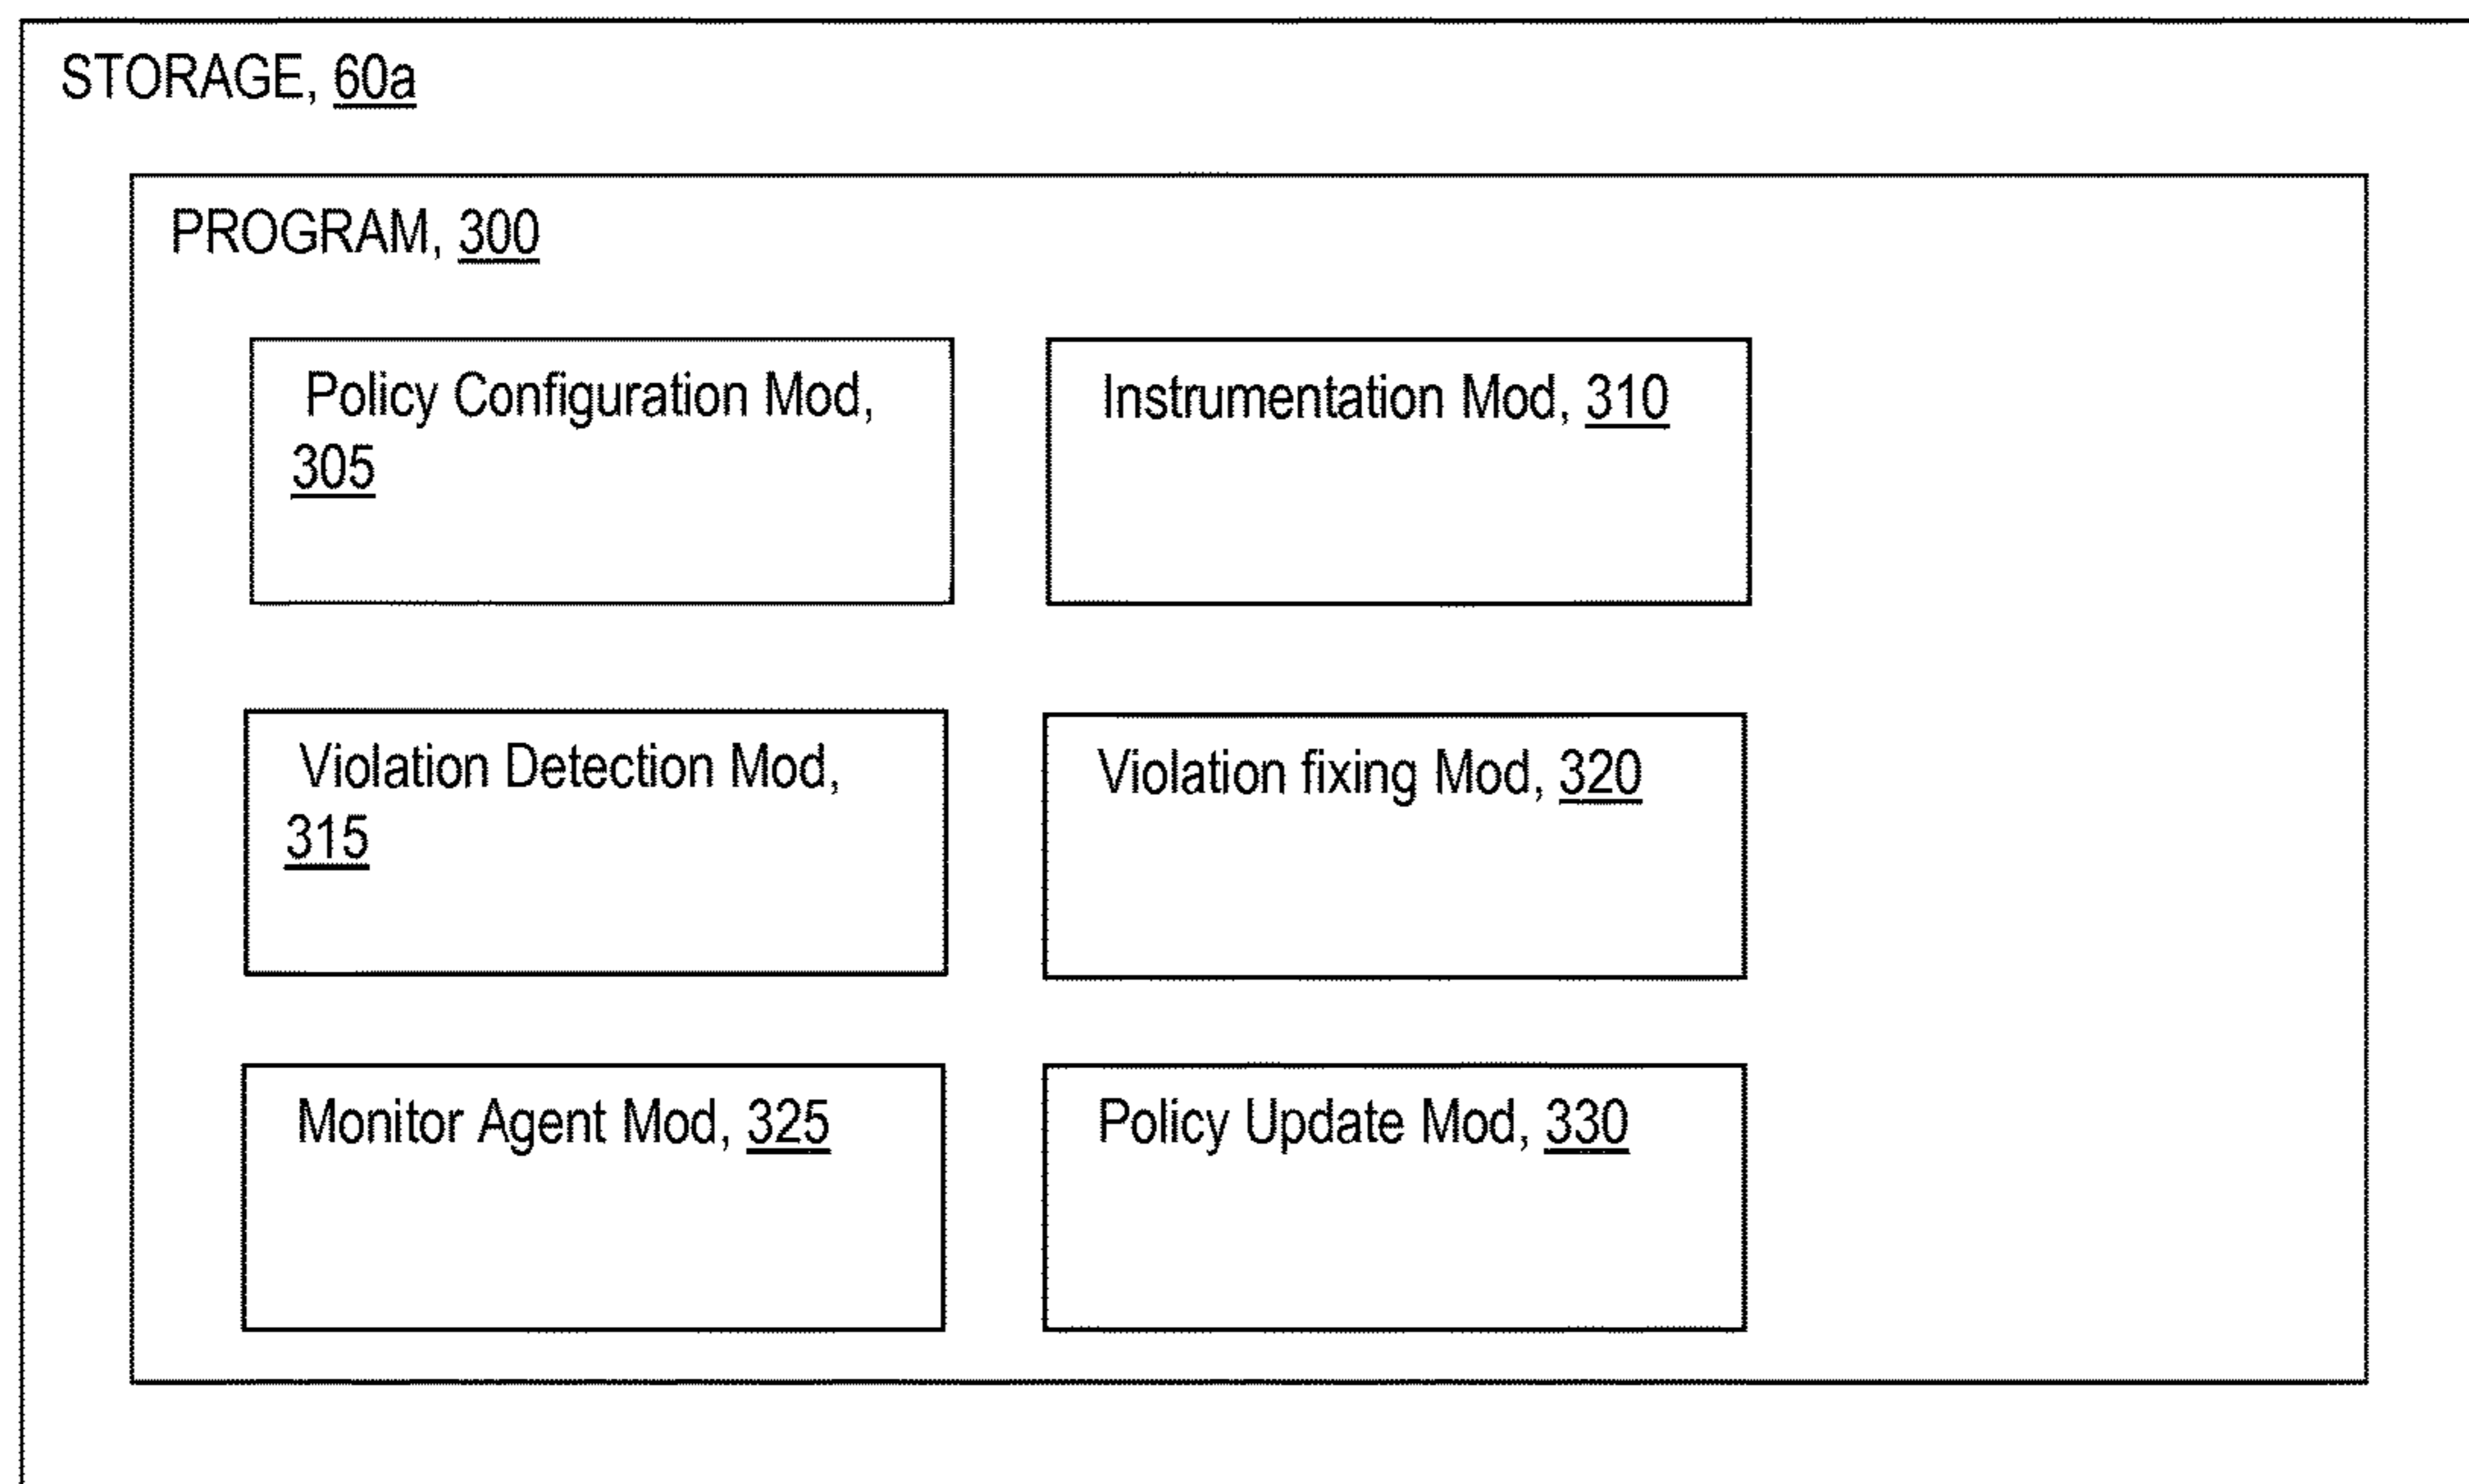 STORAGE, 60a
PROGRAM, 300
Policy Configuration Mod,
305
Instrumentation Mod, 310
Violation Detection Mod,
315
Violation fixing Mod, 320
Monitor Agent Mod, 325
Policy Update Mod, 330